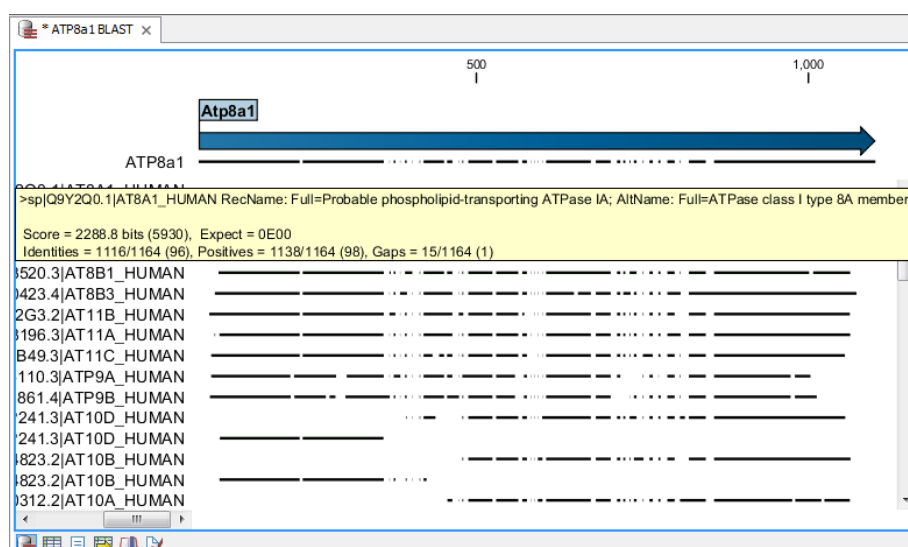 * ATP8a1 BLAST
500
1,000
Atp8a1
ATP8a1
>sp|Q9Y2Q0.1|AT8A1_HUMAN RecName: Full=Probable phospholipid-transporting ATPase IA; AltName: Full=ATPase class I type 8A member
Score = 2288.8 bits (5930), Expect = 0E00
Identities = 1116/1164 (96), Positives = 1138/1164 (98), Gaps = 15/1164 (1)
3520.3|AT8B1_HUMAN
0423.4|AT8B3_HUMAN
2G3.2|AT11B_HUMAN
3196.3|AT11A_HUMAN
B49.3|AT11C_HUMAN
110.3|ATP9A_HUMAN
861.4|ATP9B_HUMAN
2241.3|AT10D_HUMAN
2241.3|AT10D_HUMAN
4823.2|AT10B_HUMAN
4823.2|AT10B_HUMAN
0312.2|AT10A_HUMAN